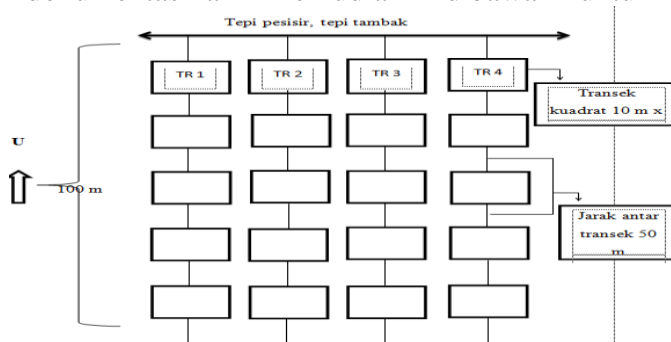 Tepi pesisir, tepi tambak
TR 1
TR 2
TR 3
TR 4
Transek
kuadrat 10 m x
U
100 m
Jarak antar
transek 50
m